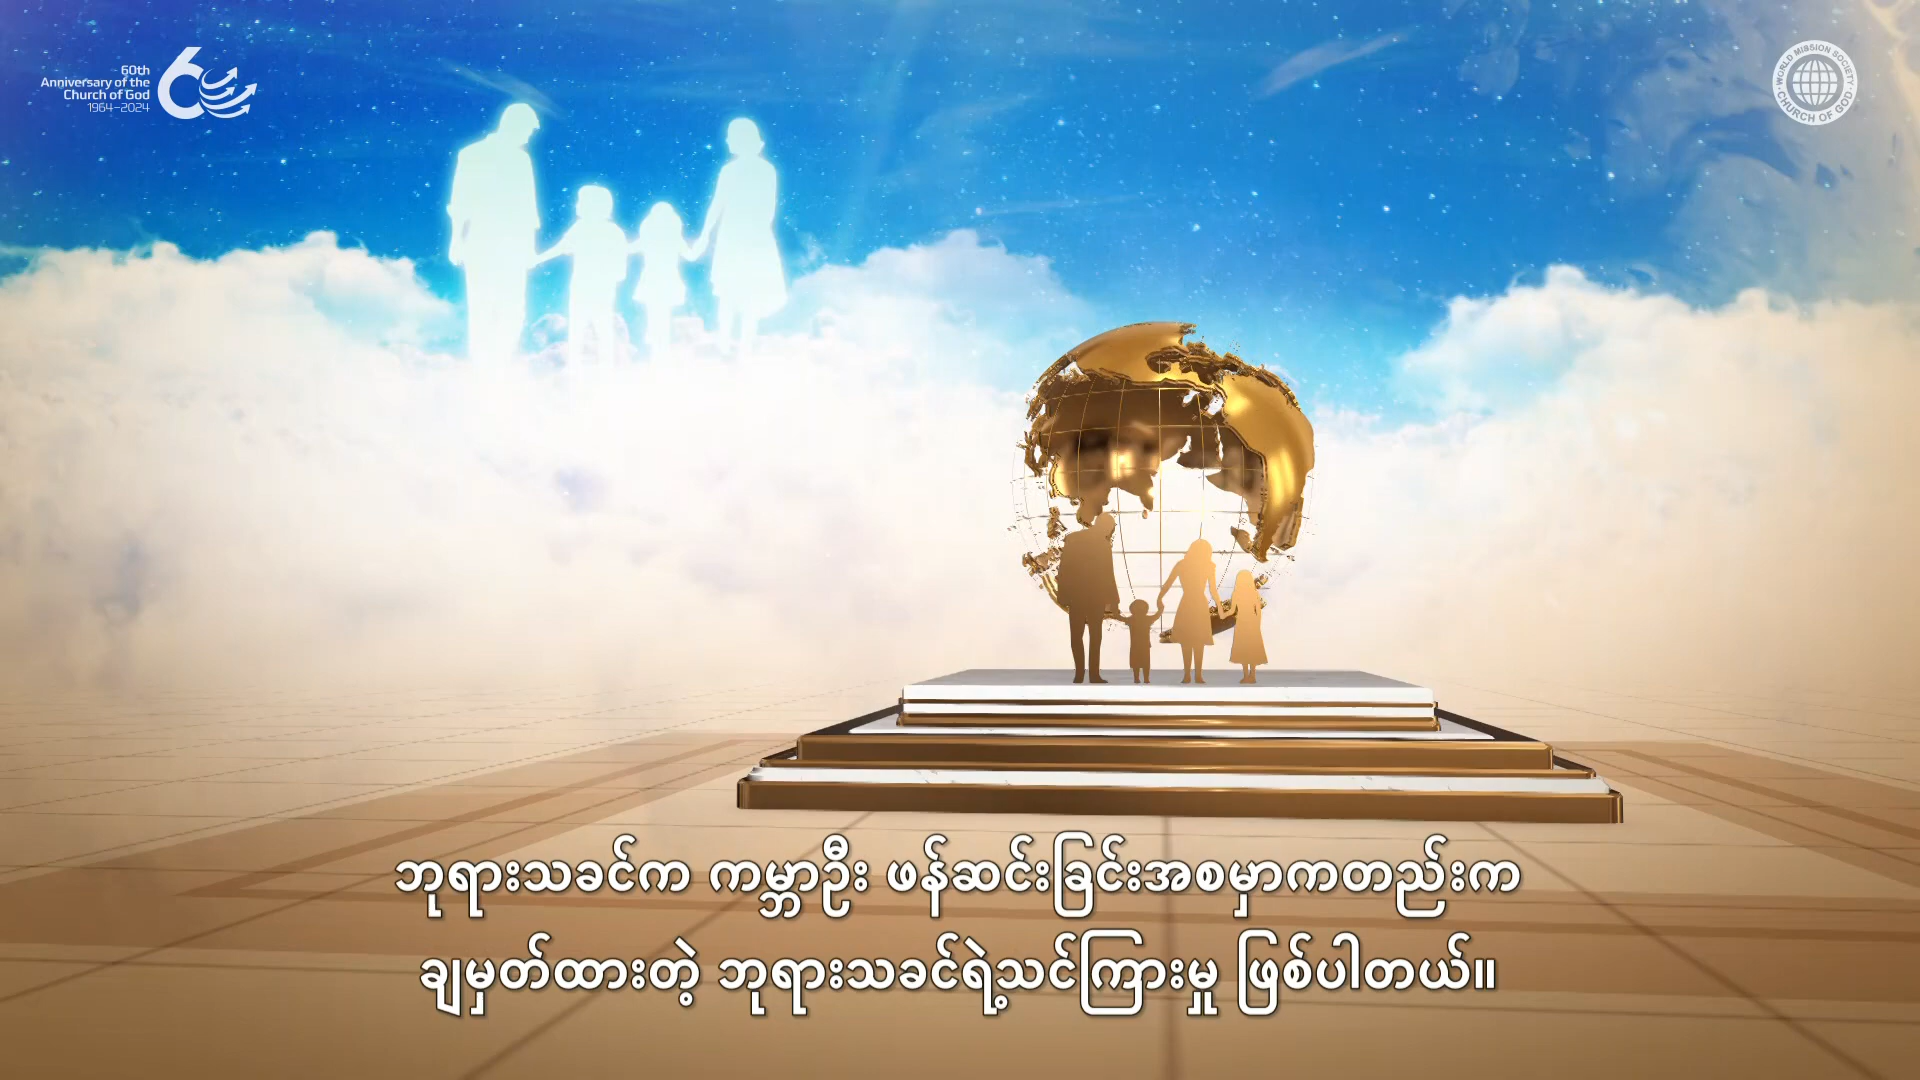 60th
Anniversary of the
Church of God
1964–2024
60
WORLD MISSION SOCIETY
CHURCH OF GOD
ဘုရားသခင်က ကမ္ဘာဦး ဖန်ဆင်းခြင်းအစမှာကတည်းက
ချမှတ်ထားတဲ့ ဘုရားသခင်ရဲ့သင်ကြားမှု ဖြစ်ပါတယ်။